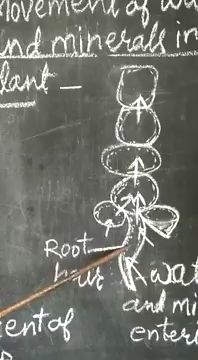 movement of
and minerals in
plant -
Root
hair
wat
and mi
enteri
ent of